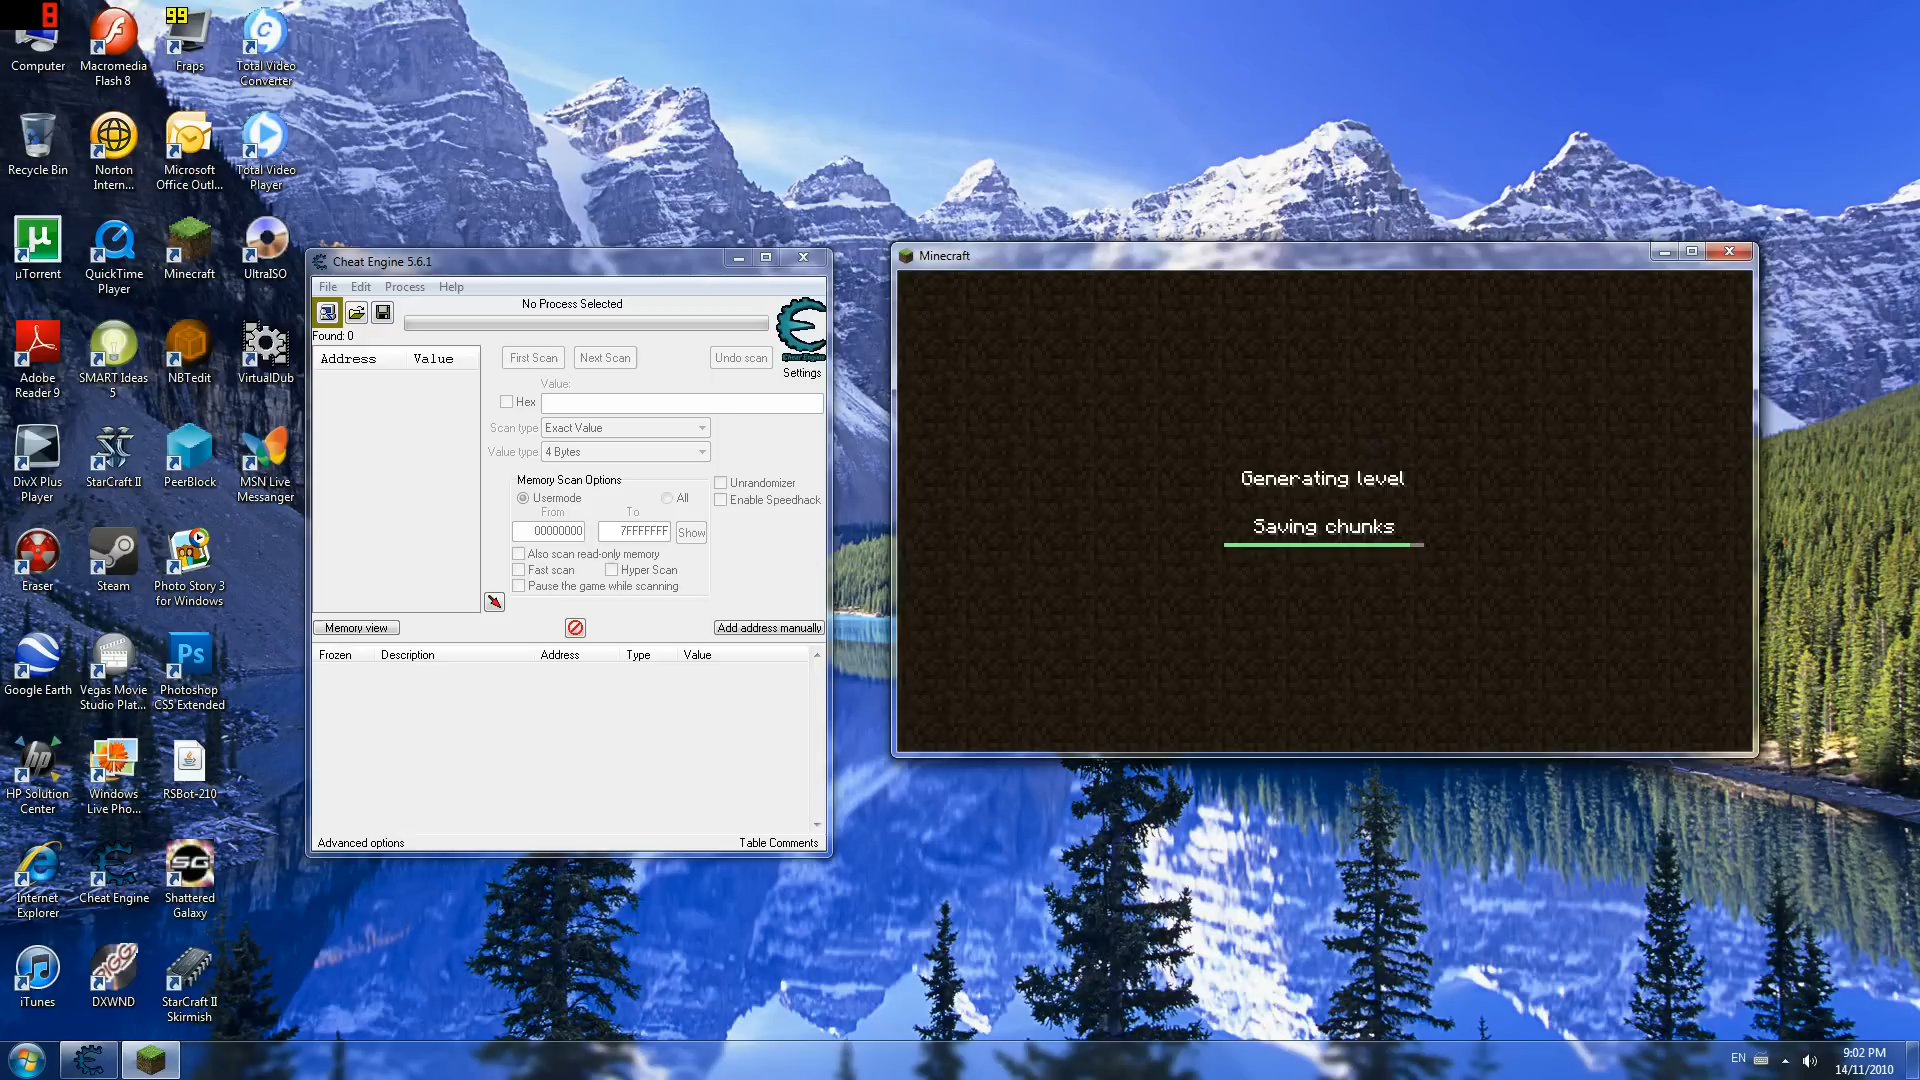 8
99
Computer
Macromedia
Flash 8
Fraps
Total Video
Converter
Recycle Bin
Norton
Intern...
Microsoft
Office Outl...
Total Video
Player
µTorrent
QuickTime
Player
Minecraft
UltraISO
Adobe
Reader 9
SMART Ideas
5
NBTedit
VirtualDub
DivX Plus
Player
StarCraft II
PeerBlock
MSN Live
Messanger
Eraser
Steam
Photo Story 3
for Windows
Google Earth
Vegas Movie
Studio Plat...
Photoshop
CS5 Extended
HP Solution
Center
Windows
Live Pho...
RSBot-210
Internet
Explorer
Cheat Engine
Shattered
Galaxy
iTunes
DXWND
StarCraft II
Skirmish
Cheat Engine 5.6.1
File Edit Process Help
No Process Selected
Found: 0
Address Value
First Scan Next Scan Undo scan
Cheat Engine
Settings
Value:
Hex
Scan type Exact Value
Value type 4 Bytes
Memory Scan Options
Usermode All
From To
00000000 7FFFFFFF Show
Also scan read-only memory
Fast scan Hyper Scan
Pause the game while scanning
Unrandomizer
Enable Speedhack
Memory view Add address manually
Frozen Description Address Type Value
Advanced options Table Comments
Minecraft
Generating level
Saving chunks
EN
9:02 PM
14/11/2010